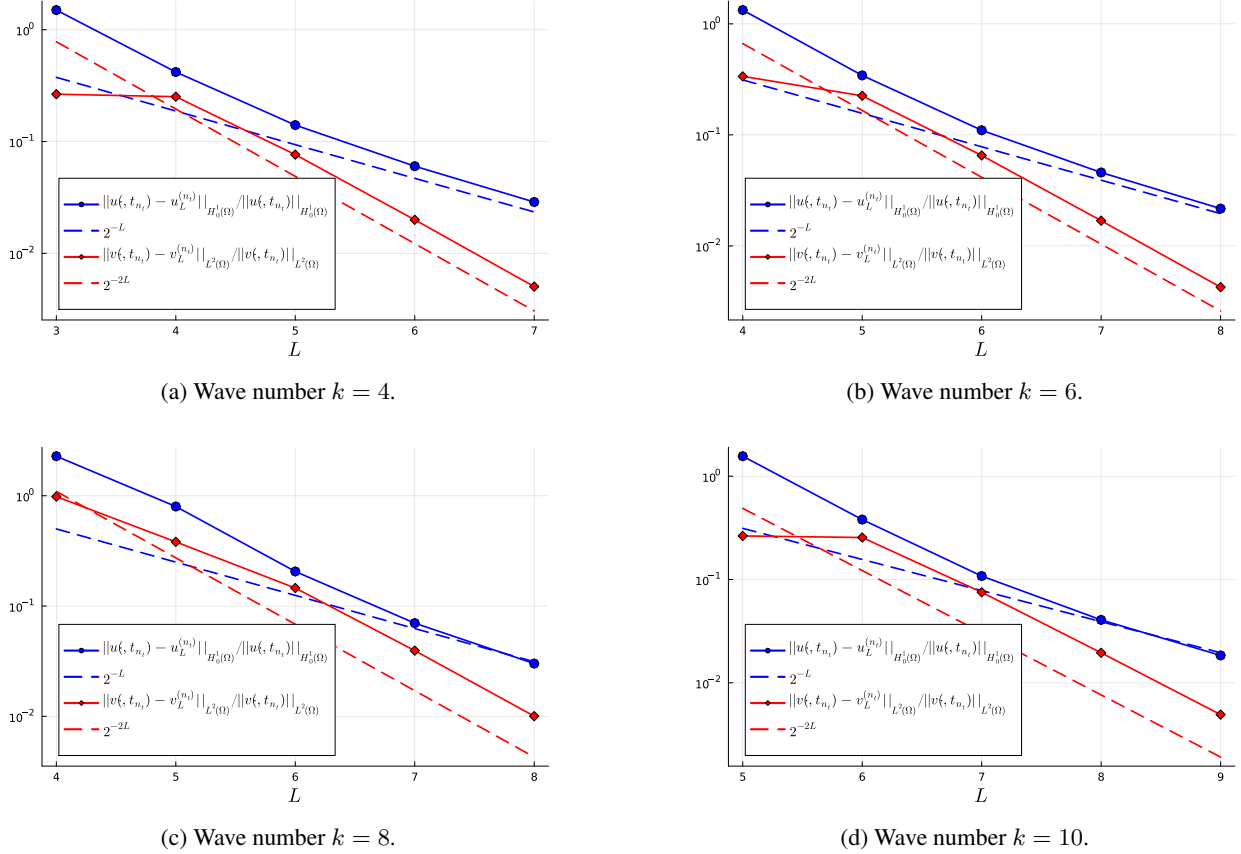 10^0
10^{-1}
10^{-2}
||u(·, t_{n_t}) − u_L^{(n_t)}||_{H_0^1(Ω)}/||u(·, t_{n_t})||_{H_0^1(Ω)}
2^{-L}
||v(·, t_{n_t}) − v_L^{(n_t)}||_{L^2(Ω)}/||v(·, t_{n_t})||_{L^2(Ω)}
2^{-2L}
3 4 5 6 7
L
(a) Wave number k = 4.
10^0
10^{-1}
10^{-2}
||u(·, t_{n_t}) − u_L^{(n_t)}||_{H_0^1(Ω)}/||u(·, t_{n_t})||_{H_0^1(Ω)}
2^{-L}
||v(·, t_{n_t}) − v_L^{(n_t)}||_{L^2(Ω)}/||v(·, t_{n_t})||_{L^2(Ω)}
2^{-2L}
4 5 6 7 8
L
(b) Wave number k = 6.
10^0
10^{-1}
10^{-2}
||u(·, t_{n_t}) − u_L^{(n_t)}||_{H_0^1(Ω)}/||u(·, t_{n_t})||_{H_0^1(Ω)}
2^{-L}
||v(·, t_{n_t}) − v_L^{(n_t)}||_{L^2(Ω)}/||v(·, t_{n_t})||_{L^2(Ω)}
2^{-2L}
4 5 6 7 8
L
(c) Wave number k = 8.
10^0
10^{-1}
10^{-2}
||u(·, t_{n_t}) − u_L^{(n_t)}||_{H_0^1(Ω)}/||u(·, t_{n_t})||_{H_0^1(Ω)}
2^{-L}
||v(·, t_{n_t}) − v_L^{(n_t)}||_{L^2(Ω)}/||v(·, t_{n_t})||_{L^2(Ω)}
2^{-2L}
5 6 7 8 9
L
(d) Wave number k = 10.